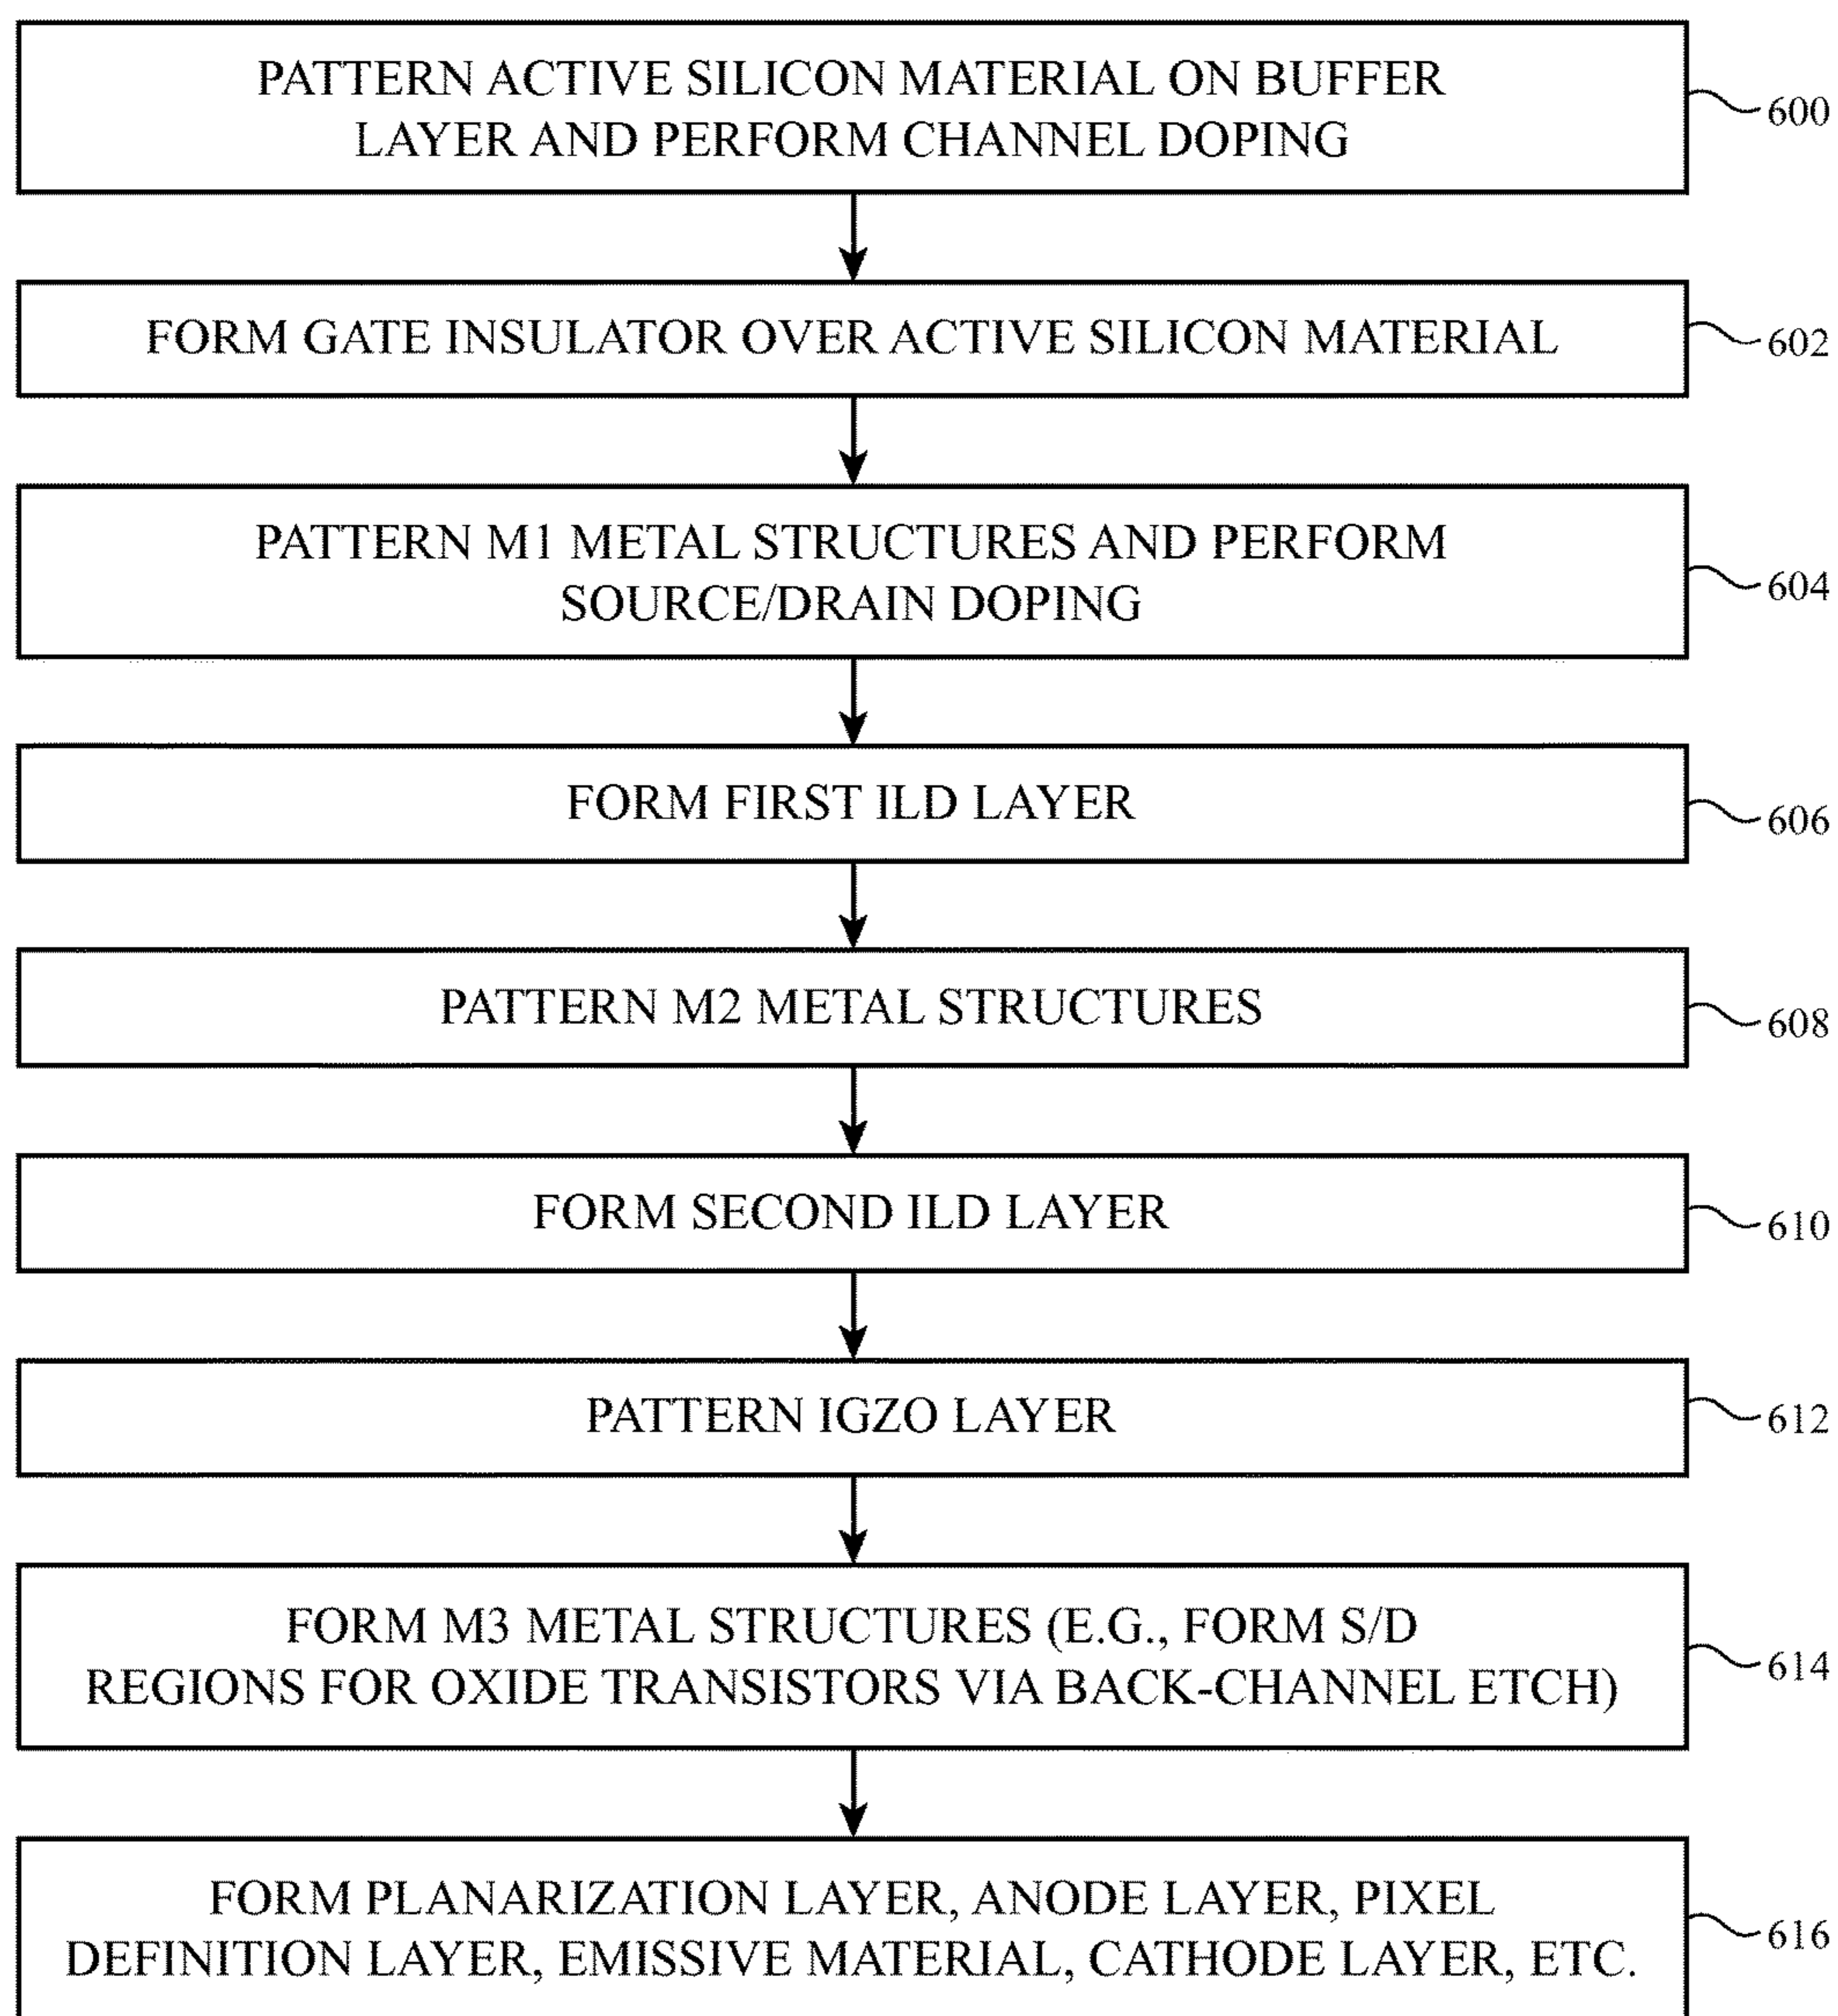 PATTERN ACTIVE SILICON MATERIAL ON BUFFER
LAYER AND PERFORM CHANNEL DOPING
600
FORM GATE INSULATOR OVER ACTIVE SILICON MATERIAL
602
PATTERN M1 METAL STRUCTURES AND PERFORM
SOURCE/DRAIN DOPING
604
FORM FIRST ILD LAYER
606
PATTERN M2 METAL STRUCTURES
608
FORM SECOND ILD LAYER
610
PATTERN IGZO LAYER
612
FORM M3 METAL STRUCTURES (E.G., FORM S/D
REGIONS FOR OXIDE TRANSISTORS VIA BACK-CHANNEL ETCH)
614
FORM PLANARIZATION LAYER, ANODE LAYER, PIXEL
DEFINITION LAYER, EMISSIVE MATERIAL, CATHODE LAYER, ETC.
616